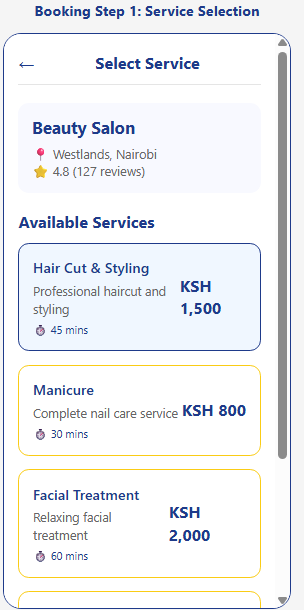 Booking Step 1: Service Selection
← Select Service
Beauty Salon
📍 Westlands, Nairobi
⭐ 4.8 (127 reviews)
Available Services
Hair Cut & Styling
Professional haircut and
styling
KSH
1,500
⏱ 45 mins
Manicure
Complete nail care service KSH 800
⏱ 30 mins
Facial Treatment
Relaxing facial
treatment
KSH
2,000
⏱ 60 mins